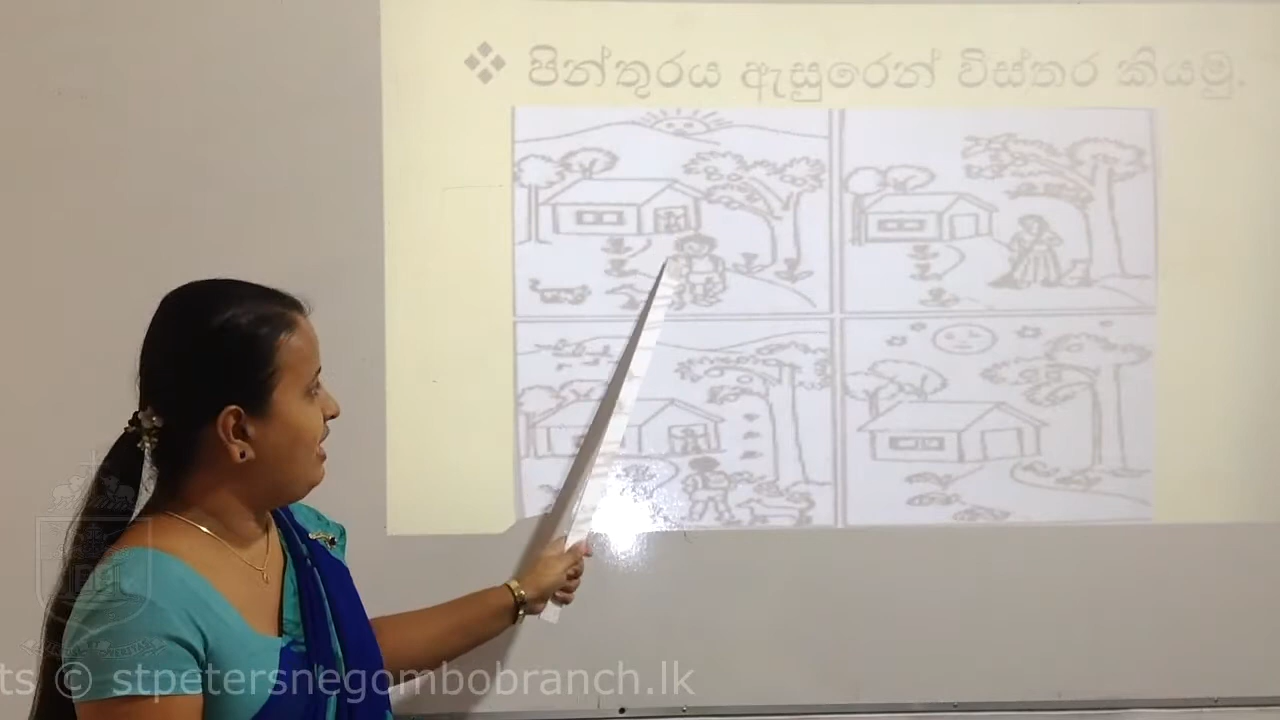 ❖ පින්තූරය ඇසුරෙන් විස්තර කියමු.
ts © stpetersnegombobranch.lk